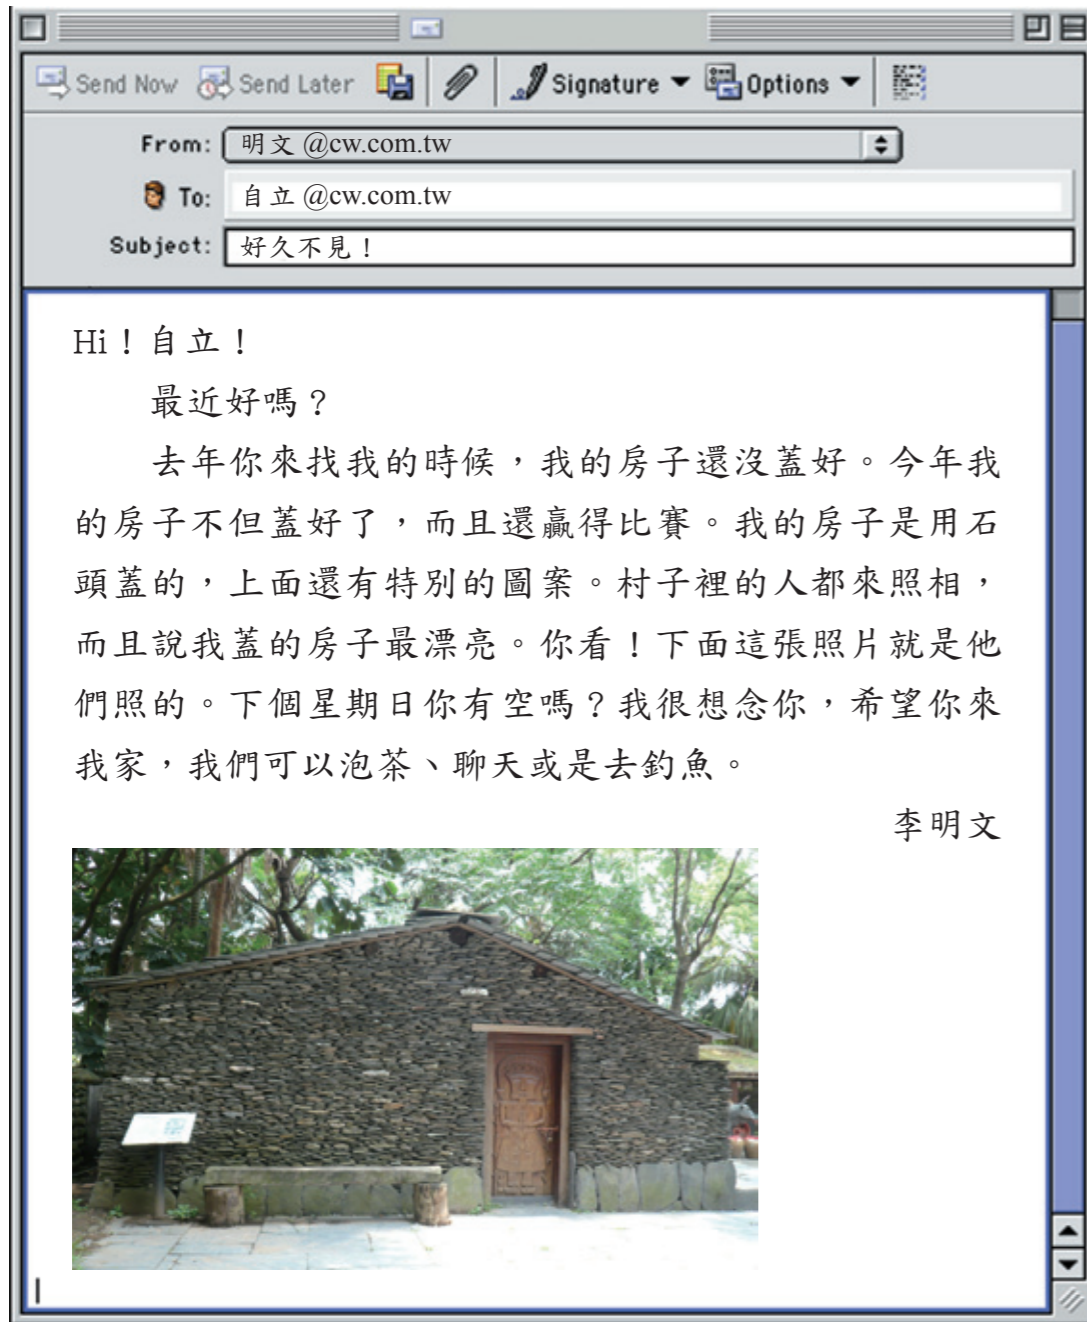 Send Now Send Later Signature Options
From: 明文 @cw.com.tw
To: 自立 @cw.com.tw
Subject: 好久不見！
Hi！自立！
最近好嗎？
去年你來找我的時候，我的房子還沒蓋好。今年我
的房子不但蓋好了，而且還贏得比賽。我的房子是用石
頭蓋的，上面還有特別的圖案。村子裡的人都來照相，
而且說我蓋的房子最漂亮。你看！下面這張照片就是他
們照的。下個星期日你有空嗎？我很想念你，希望你來
我家，我們可以泡茶、聊天或是去釣魚。
李明文